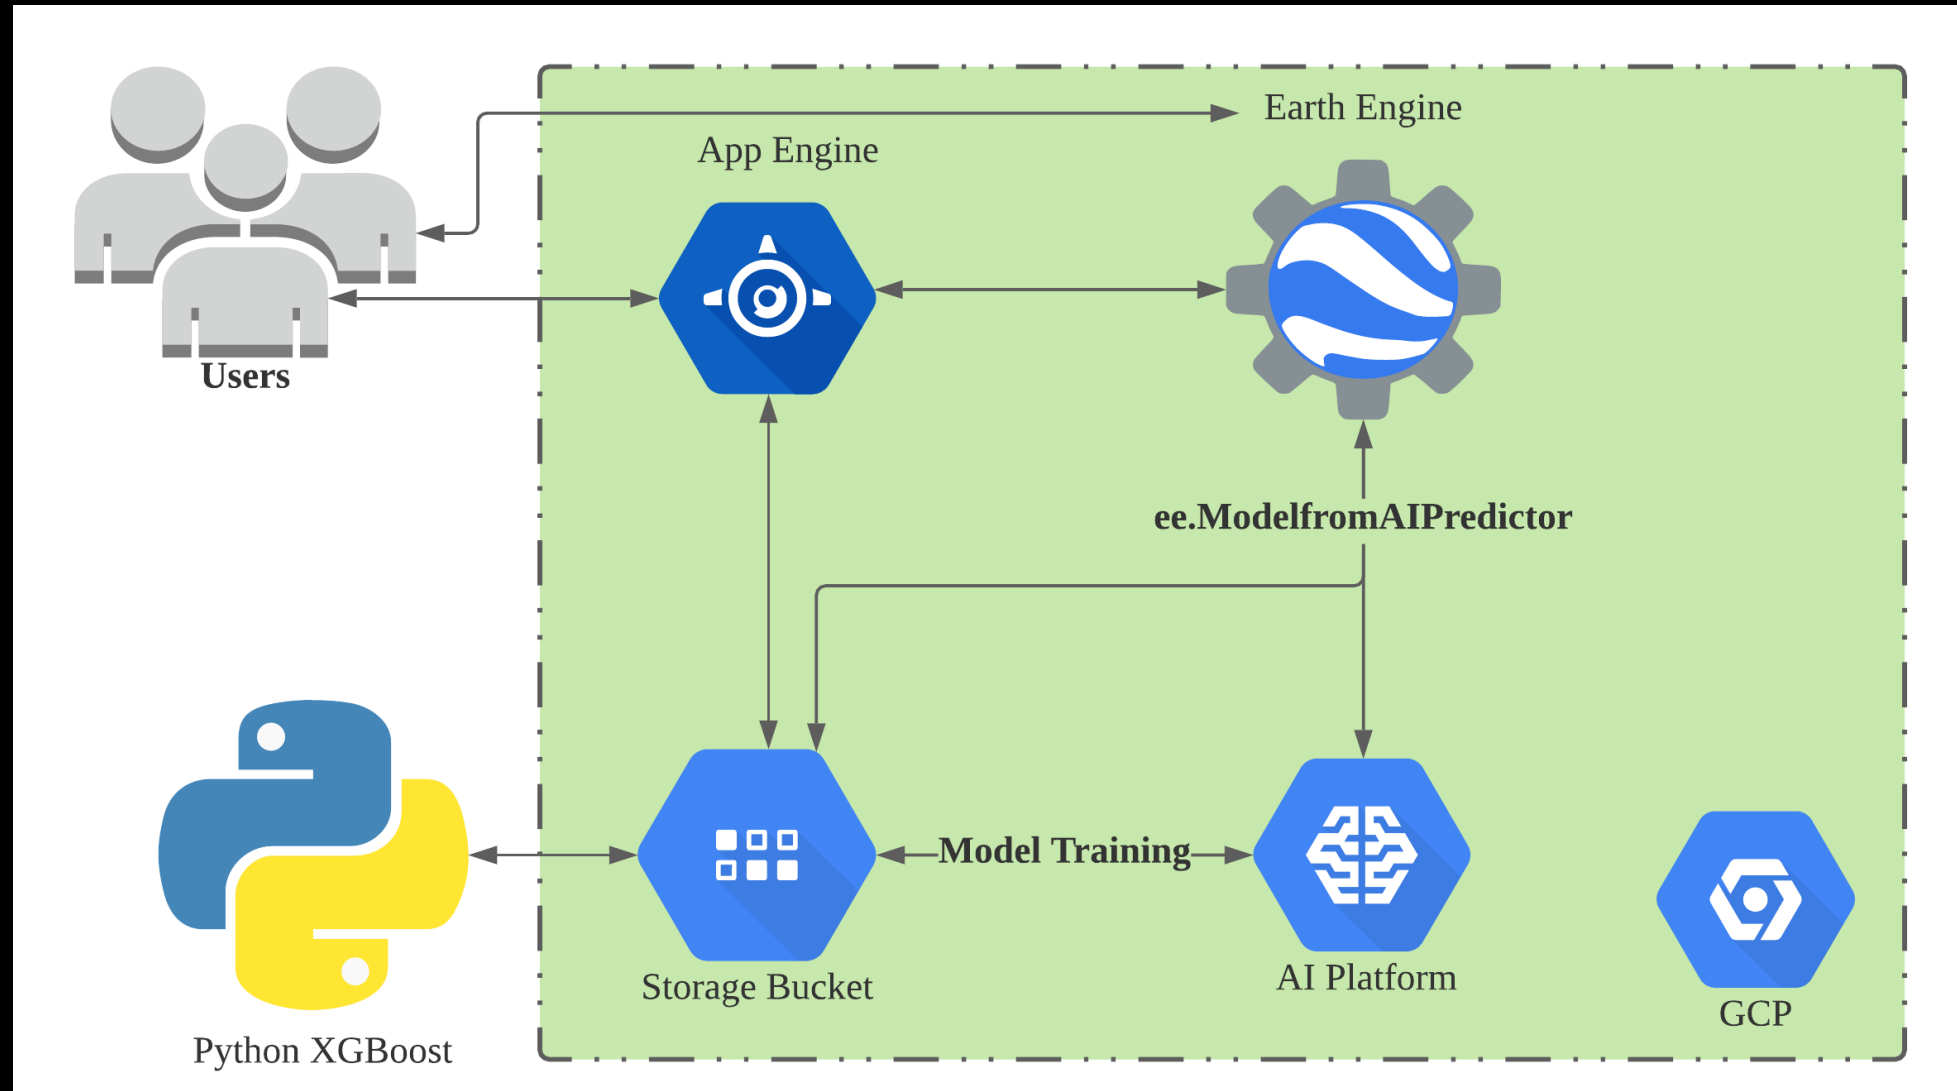 Earth Engine
App Engine
Users
ee.ModelfromAIPredictor
Model Training
Storage Bucket
AI Platform
GCP
Python XGBoost